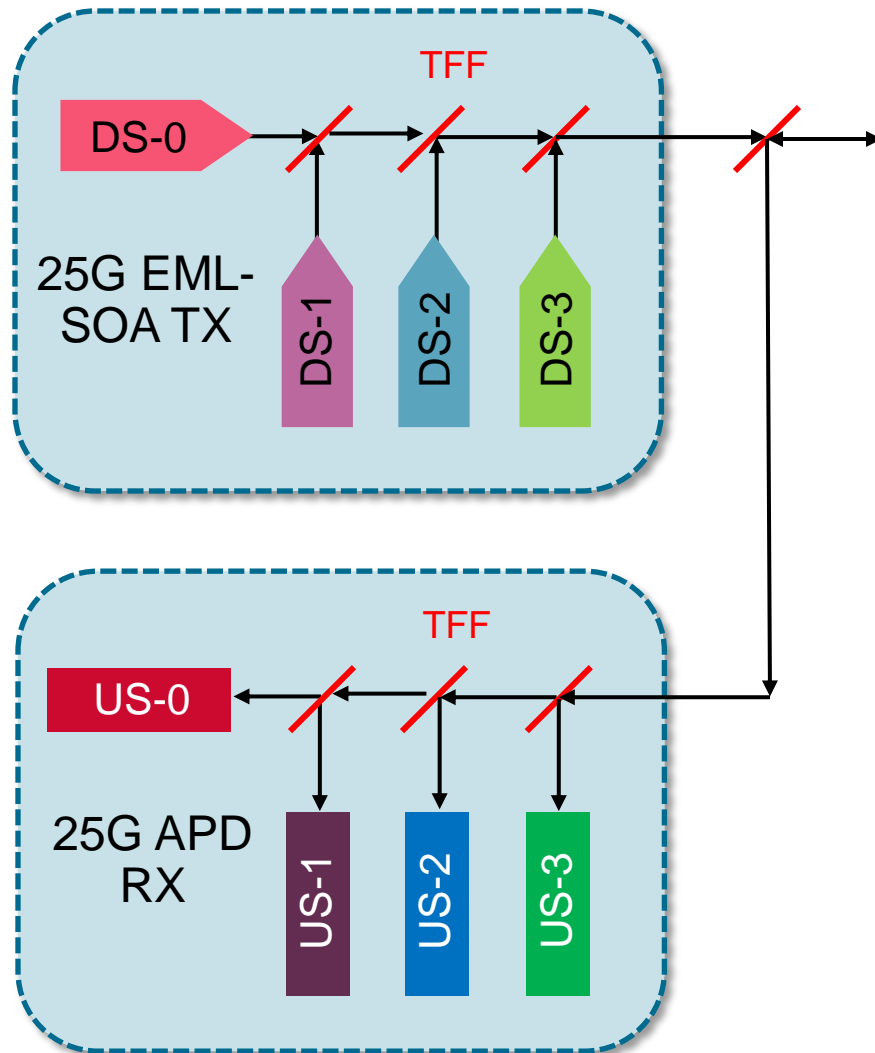 TFF
DS-0
25G EML-
SOA TX
DS-1
DS-2
DS-3
TFF
US-0
25G APD
RX
US-1
US-2
US-3